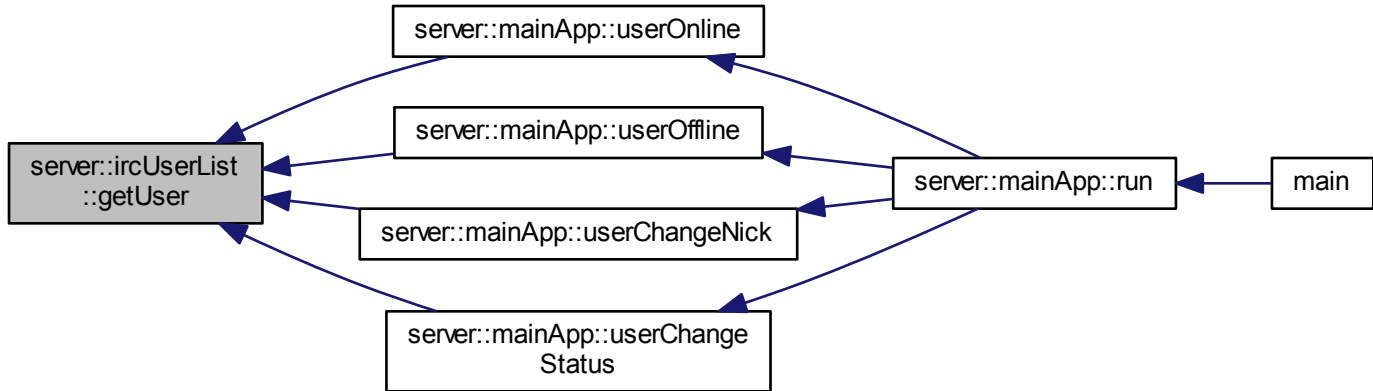 server::mainApp::userOnline
server::mainApp::userOffline
server::ircUserList
::getUser
server::mainApp::run
main
server::mainApp::userChangeNick
server::mainApp::userChange
Status